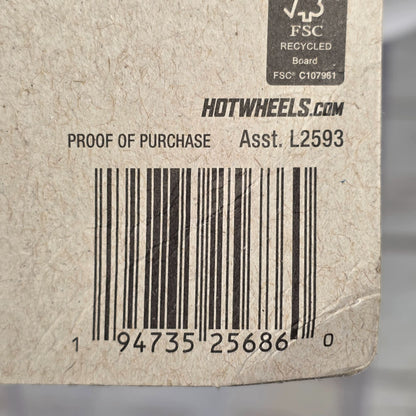 FSC
RECYCLED
Board
FSC® C107961
HOTWHEELS.COM
PROOF OF PURCHASE Asst. L2593
1 94735 25686 0